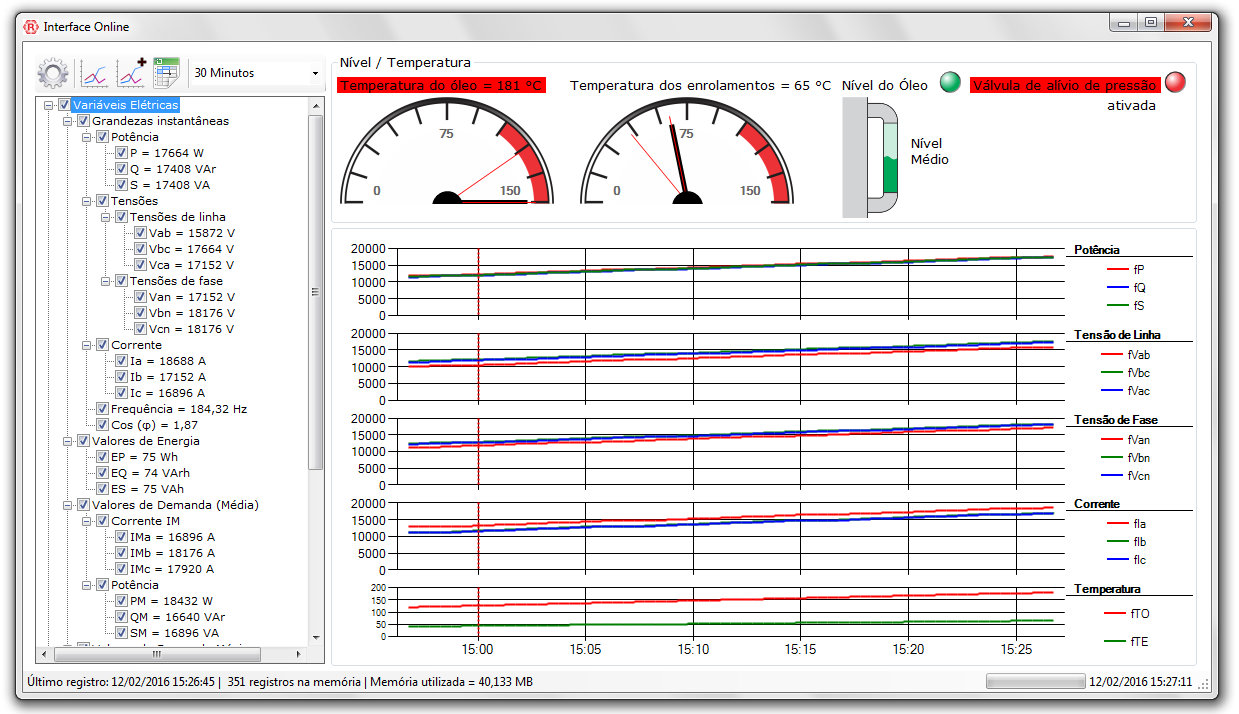 Interface Online
30 Minutos
Variáveis Elétricas
Grandezas instantâneas
Potência
P = 17664 W
Q = 17408 VAr
S = 17408 VA
Tensões
Tensões de linha
Vab = 15872 V
Vbc = 17664 V
Vca = 17152 V
Tensões de fase
Van = 17152 V
Vbn = 18176 V
Vcn = 18176 V
Corrente
Ia = 18688 A
Ib = 17152 A
Ic = 16896 A
Frequência = 184,32 Hz
Cos (φ) = 1,87
Valores de Energia
EP = 75 Wh
EQ = 74 VArh
ES = 75 VAh
Valores de Demanda (Média)
Corrente IM
IMa = 16896 A
IMb = 18176 A
IMc = 17920 A
Potência
PM = 18432 W
QM = 16640 VAr
SM = 16896 VA
Nível / Temperatura
Temperatura do óleo = 181 ºC
75
0
150
Temperatura dos enrolamentos = 65 ºC
75
0
150
Nível do Óleo
Nível
Médio
Válvula de alívio de pressão
ativada
20000
15000
10000
5000
0
Potência
fP
fQ
fS
20000
15000
10000
5000
0
Tensão de Linha
fVab
fVbc
fVac
20000
15000
10000
5000
0
Tensão de Fase
fVan
fVbn
fVcn
20000
15000
10000
5000
0
Corrente
fIa
fIb
fIc
200
150
100
50
0
Temperatura
fTO
fTE
15:00 15:05 15:10 15:15 15:20 15:25
Último registro: 12/02/2016 15:26:45 | 351 registros na memória | Memória utilizada = 40,133 MB
12/02/2016 15:27:11